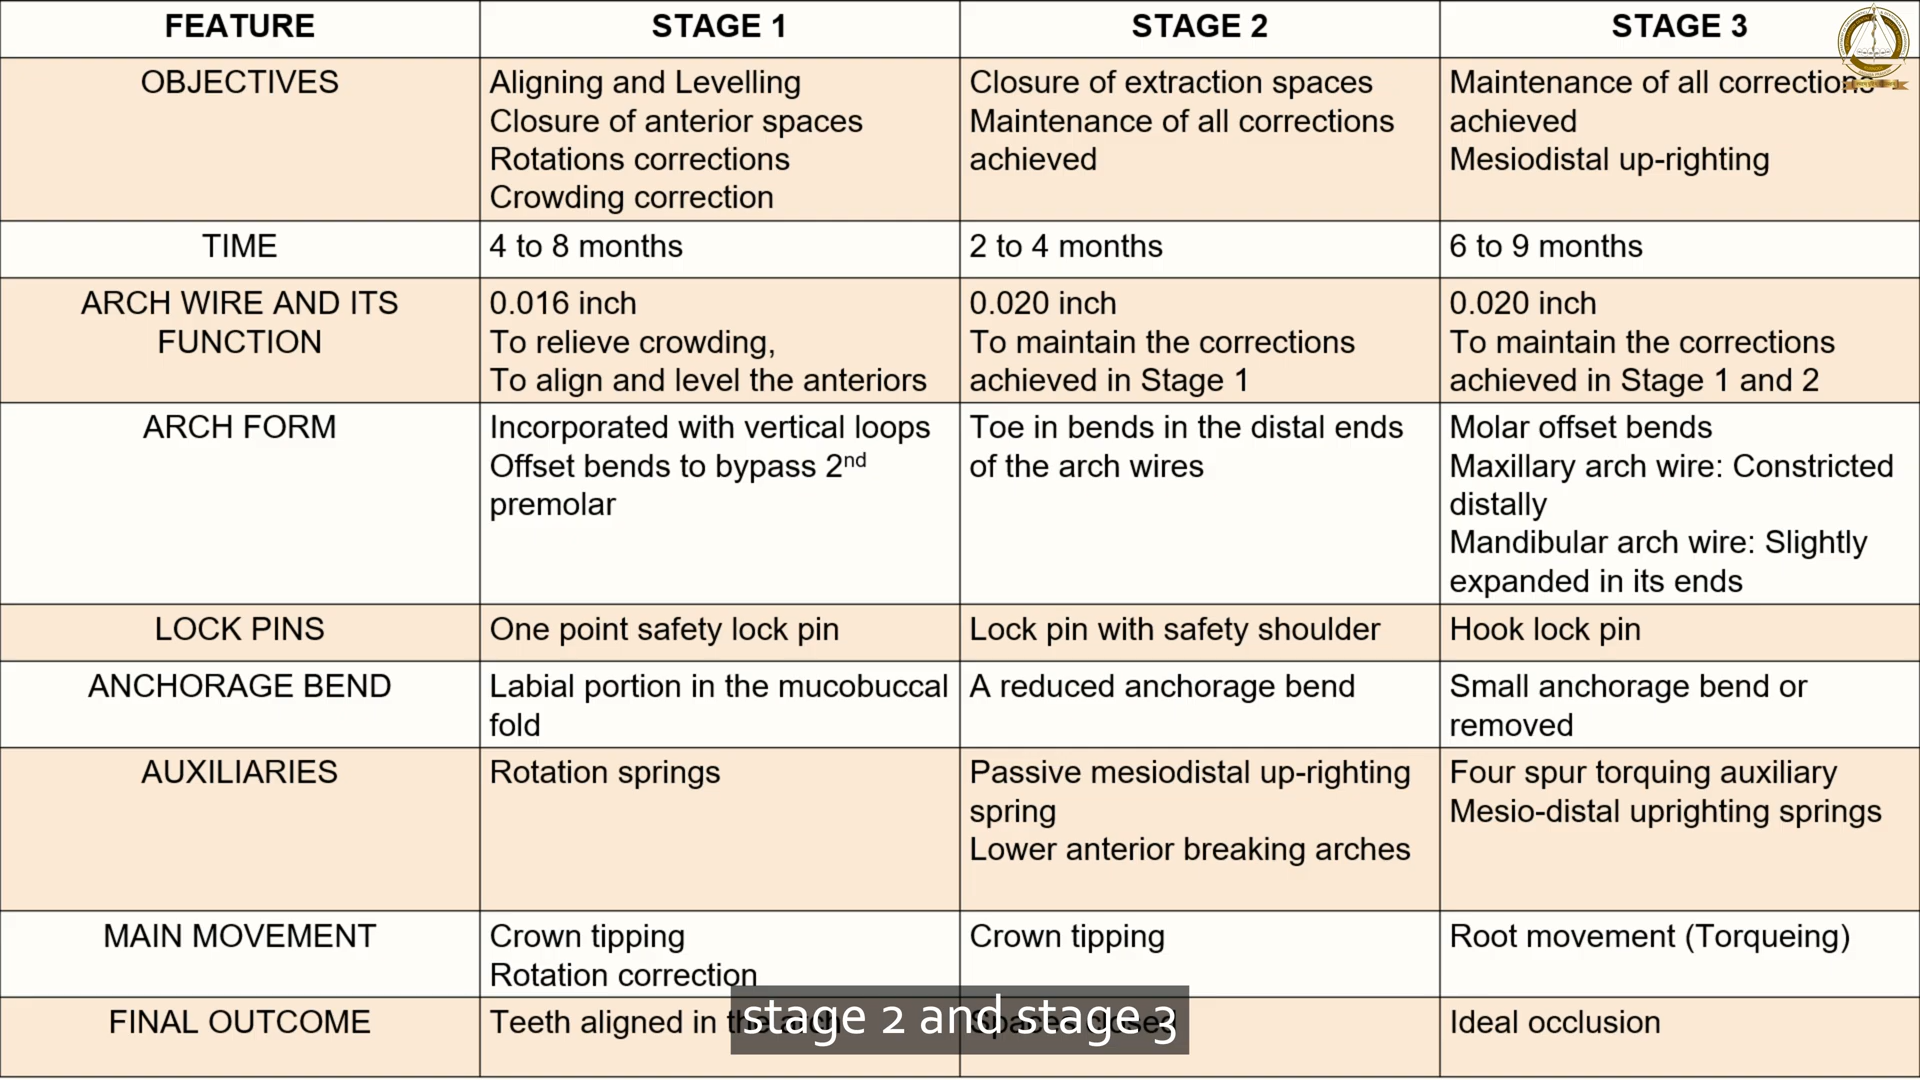 FEATURE STAGE 1 STAGE 2 STAGE 3
OBJECTIVES
Aligning and Levelling
Closure of anterior spaces
Rotations corrections
Crowding correction
Closure of extraction spaces
Maintenance of all corrections
achieved
Maintenance of all corrections
achieved
Mesiodistal up-righting
TIME
4 to 8 months
2 to 4 months
6 to 9 months
ARCH WIRE AND ITS
FUNCTION
0.016 inch
To relieve crowding,
To align and level the anteriors
0.020 inch
To maintain the corrections
achieved in Stage 1
0.020 inch
To maintain the corrections
achieved in Stage 1 and 2
ARCH FORM
Incorporated with vertical loops
Offset bends to bypass 2nd
premolar
Toe in bends in the distal ends
of the arch wires
Molar offset bends
Maxillary arch wire: Constricted
distally
Mandibular arch wire: Slightly
expanded in its ends
LOCK PINS
One point safety lock pin
Lock pin with safety shoulder
Hook lock pin
ANCHORAGE BEND
Labial portion in the mucobuccal
fold
A reduced anchorage bend
Small anchorage bend or
removed
AUXILIARIES
Rotation springs
Passive mesiodistal up-righting
spring
Lower anterior breaking arches
Four spur torquing auxiliary
Mesio-distal uprighting springs
MAIN MOVEMENT
Crown tipping
Rotation correction
Crown tipping
Root movement (Torqueing)
FINAL OUTCOME
Teeth aligned in the arch
Spaces closed
Ideal occlusion
stage 2 and stage 3